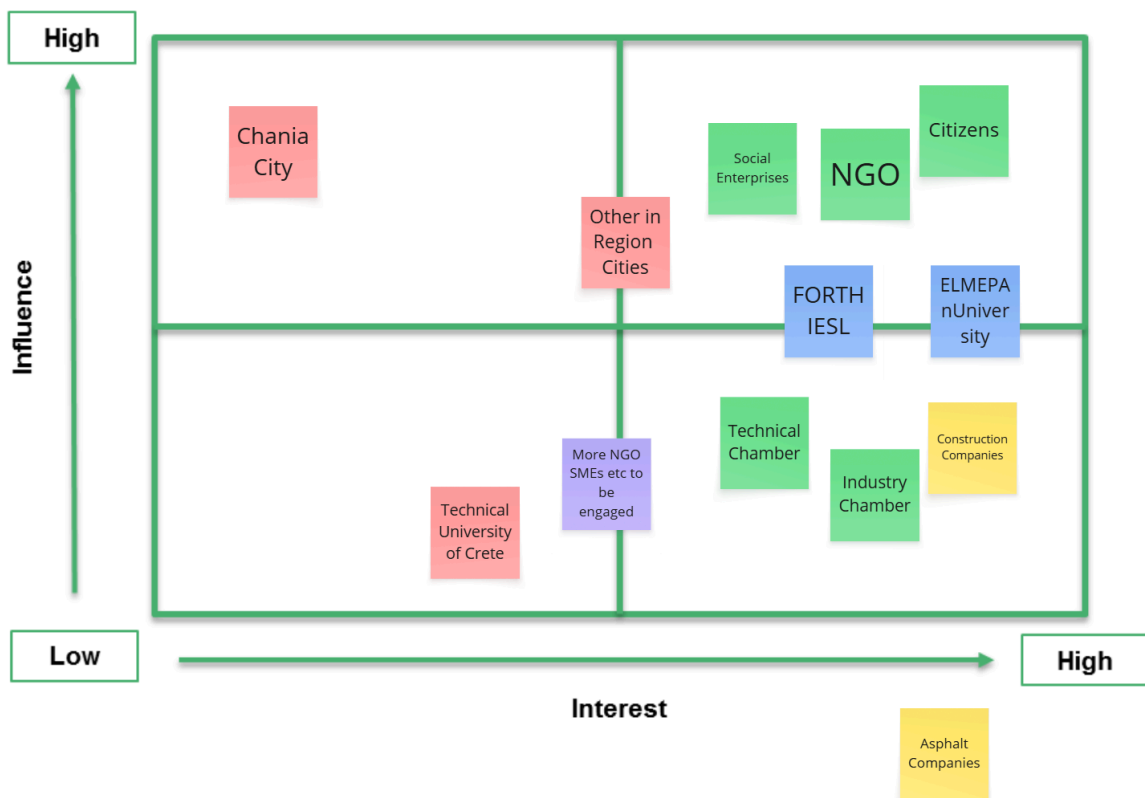 High
Chania
City
Social
Enterprises
NGO
Citizens
Other in
Region
Cities
FORTH
IESL
ELMEPA
nUniver
sity
Influence
Technical
Chamber
Construction
Companies
More NGO
SMEs etc to
be
engaged
Industry
Chamber
Technical
University
of Crete
Low
High
Interest
Asphalt
Companies